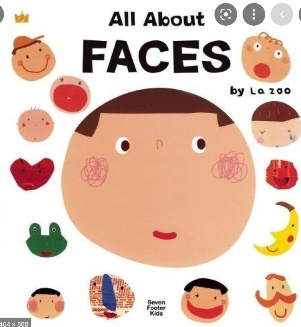 All About
FACES
by La ZOO
Seven
Footer
Kids